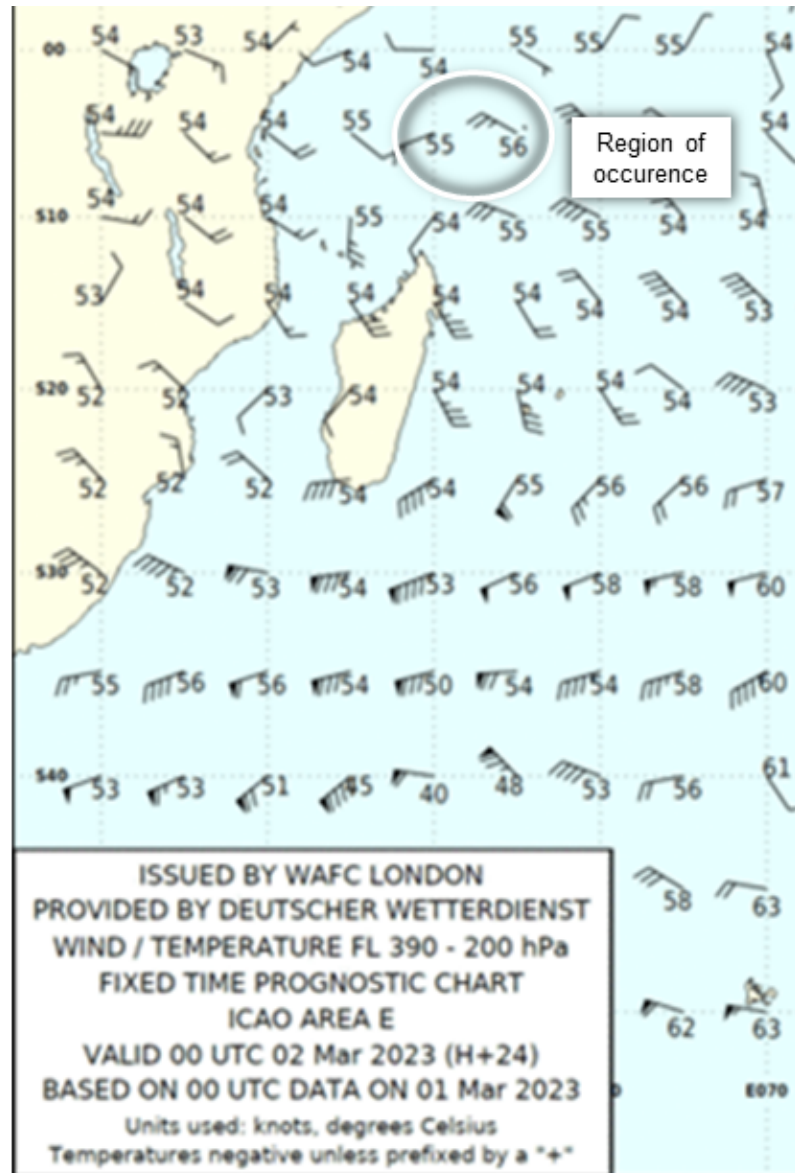 54 53 54 54 54 55 55 55 54
00
54 54 54 55 55 56 54
Region of
occurence
54 54 54 55 54 55 55 54 54
S10
53 54 54 54 54 54 54 54 53
S20
52 52 53 54 54 54 54 54 53
52 52 52 54 54 55 56 56 57
S30
52 52 53 54 53 56 58 58 60
55 56 56 54 50 54 54 58 60
S40
53 53 51 45 40 48 53 56 61
58 63
62 63
0 E070
ISSUED BY WAFC LONDON
PROVIDED BY DEUTSCHER WETTERDIENST
WIND / TEMPERATURE FL 390 - 200 hPa
FIXED TIME PROGNOSTIC CHART
ICAO AREA E
VALID 00 UTC 02 Mar 2023 (H+24)
BASED ON 00 UTC DATA ON 01 Mar 2023
Units used: knots, degrees Celsius
Temperatures negative unless prefixed by a "+"